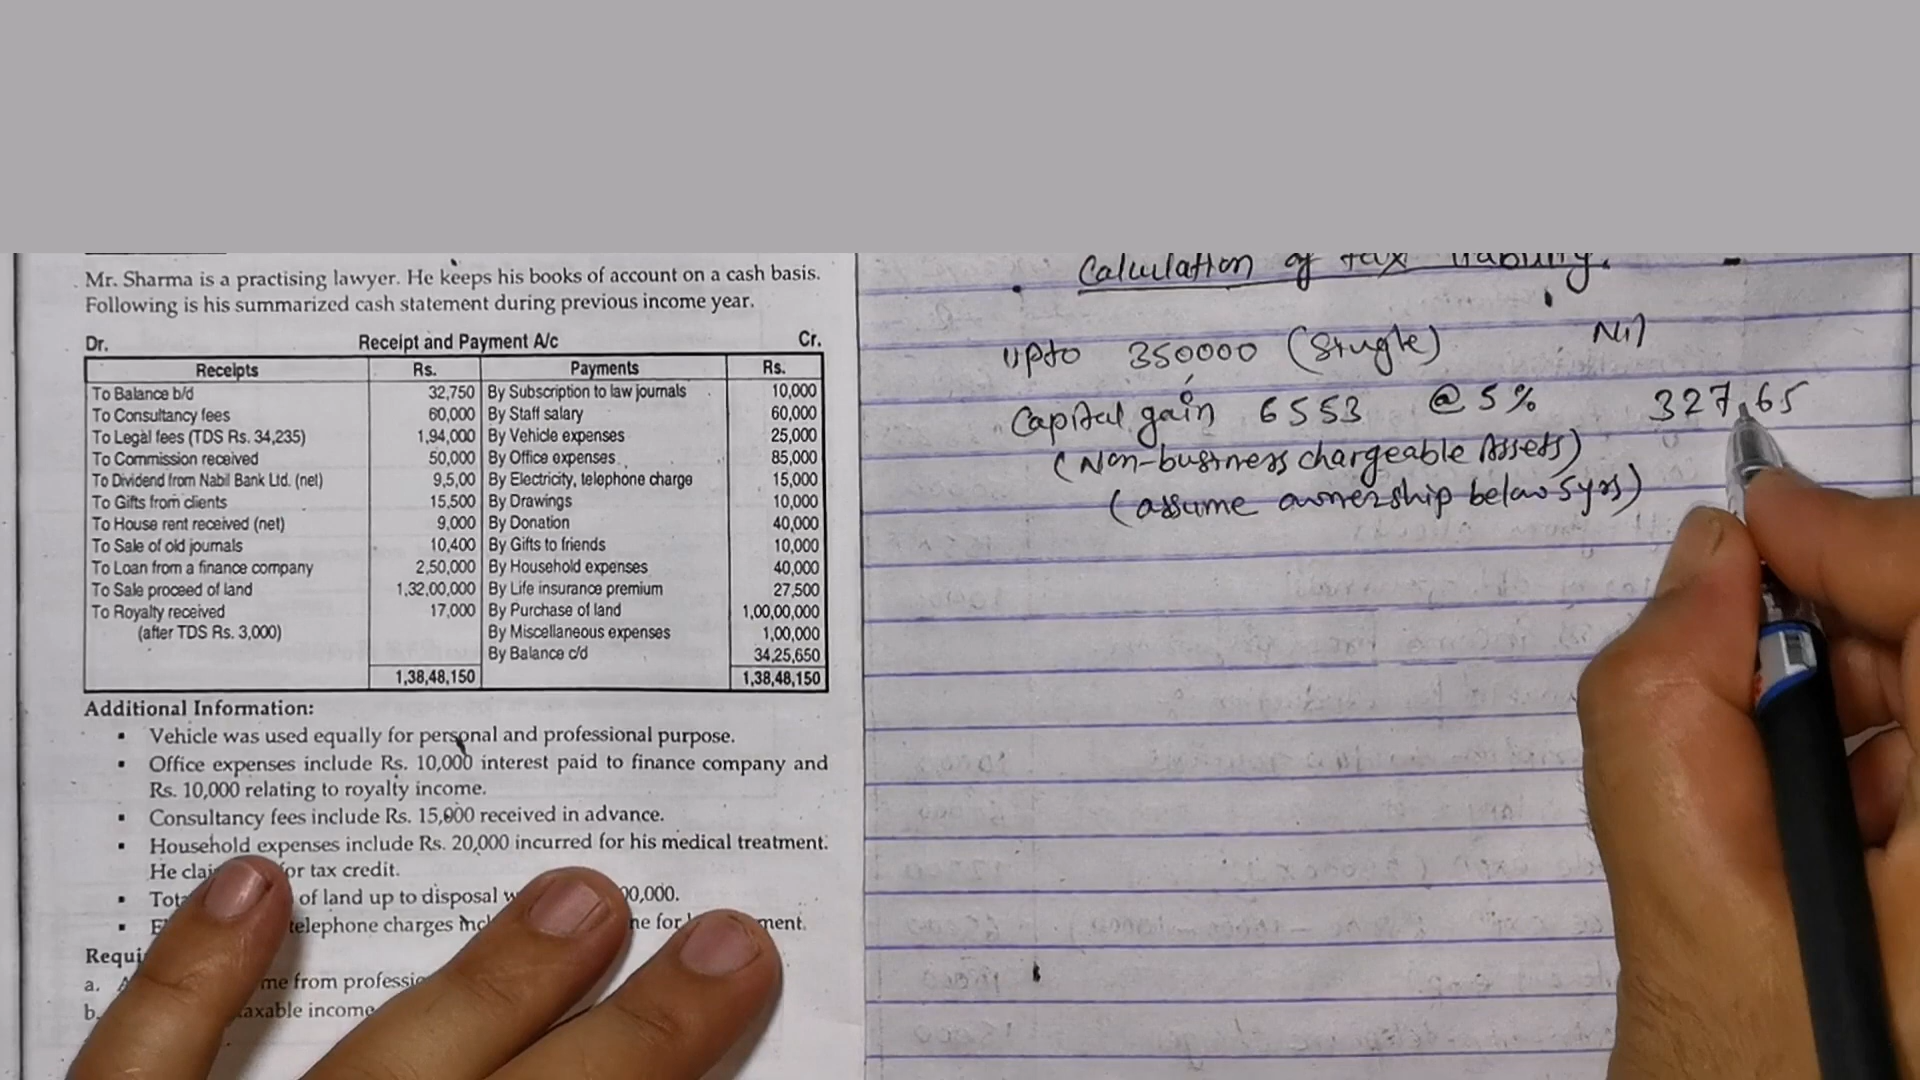 Mr. Sharma is a practising lawyer. He keeps his books of account on a cash basis.
Following is his summarized cash statement during previous income year.
Dr. Receipt and Payment A/c Cr.
Receipts Rs. Payments Rs.
To Balance b/d 32,750 By Subscription to law journals 10,000
To Consultancy fees 60,000 By Staff salary 60,000
To Legal fees (TDS Rs. 34,235) 1,94,000 By Vehicle expenses 25,000
To Commission received 50,000 By Office expenses 85,000
To Dividend from Nabil Bank Ltd. (net) 9,5,00 By Electricity, telephone charge 15,000
To Gifts from clients 15,500 By Drawings 10,000
To House rent received (net) 9,000 By Donation 40,000
To Sale of old journals 10,400 By Gifts to friends 10,000
To Loan from a finance company 2,50,000 By Household expenses 40,000
To Sale proceed of land 1,32,00,000 By Life insurance premium 27,500
To Royalty received 17,000 By Purchase of land 1,00,00,000
(after TDS Rs. 3,000) By Miscellaneous expenses 1,00,000
By Balance c/d 34,25,650
1,38,48,150 1,38,48,150
Additional Information:
▪ Vehicle was used equally for personal and professional purpose.
▪ Office expenses include Rs. 10,000 interest paid to finance company and
Rs. 10,000 relating to royalty income.
▪ Consultancy fees include Rs. 15,000 received in advance.
▪ Household expenses include Rs. 20,000 incurred for his medical treatment.
He for tax credit.
▪ of land up to disposal 00,000.
▪ telephone charges for
a. from
b. taxable income
Calculation of tax liability.
upto 350000 (Single) Nil
Capital gain 6553 @ 5% 327.65
(Non-business chargeable Assets)
(assume ownership below 5yrs)